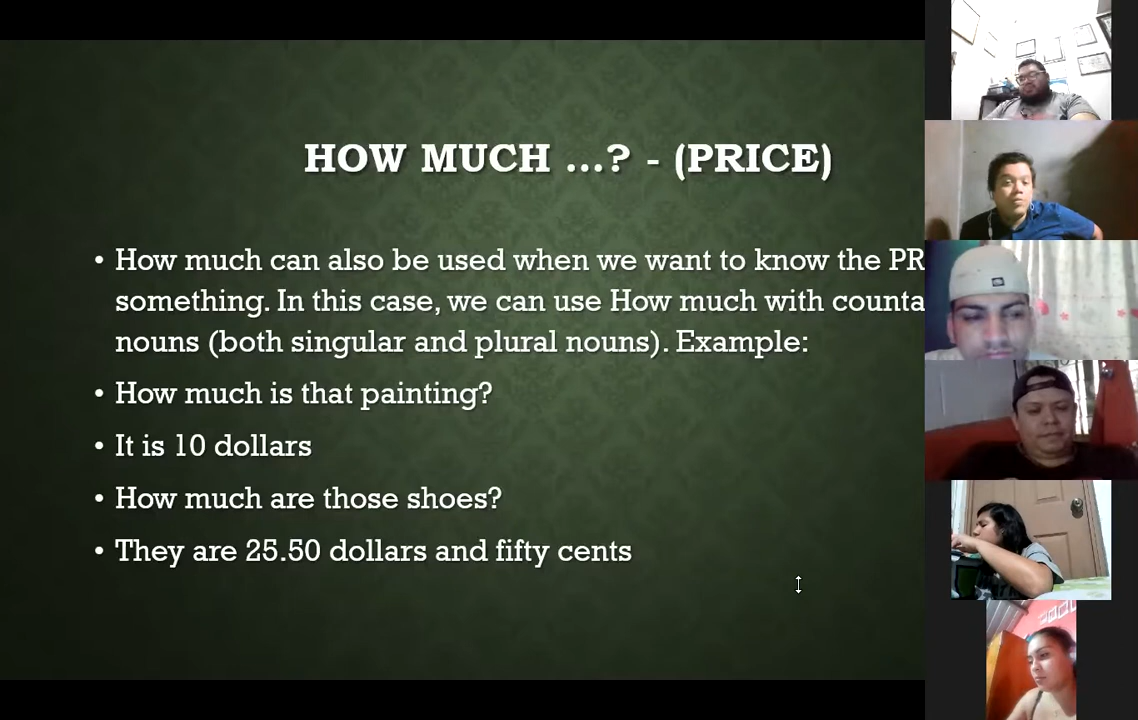 HOW MUCH ...? - (PRICE)
• How much can also be used when we want to know the
something. In this case, we can use How much with
nouns (both singular and plural nouns). Example:
• How much is that painting?
• It is 10 dollars
• How much are those shoes?
• They are 25.50 dollars and fifty cents